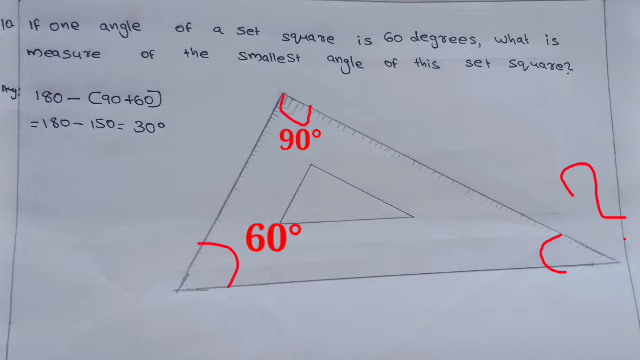 10 If one angle of a set square is 60 degrees, what is
measure of the smallest angle of this set square?
Ans: 180 - [90+60]
= 180 - 150 = 30°
90°
60°
?